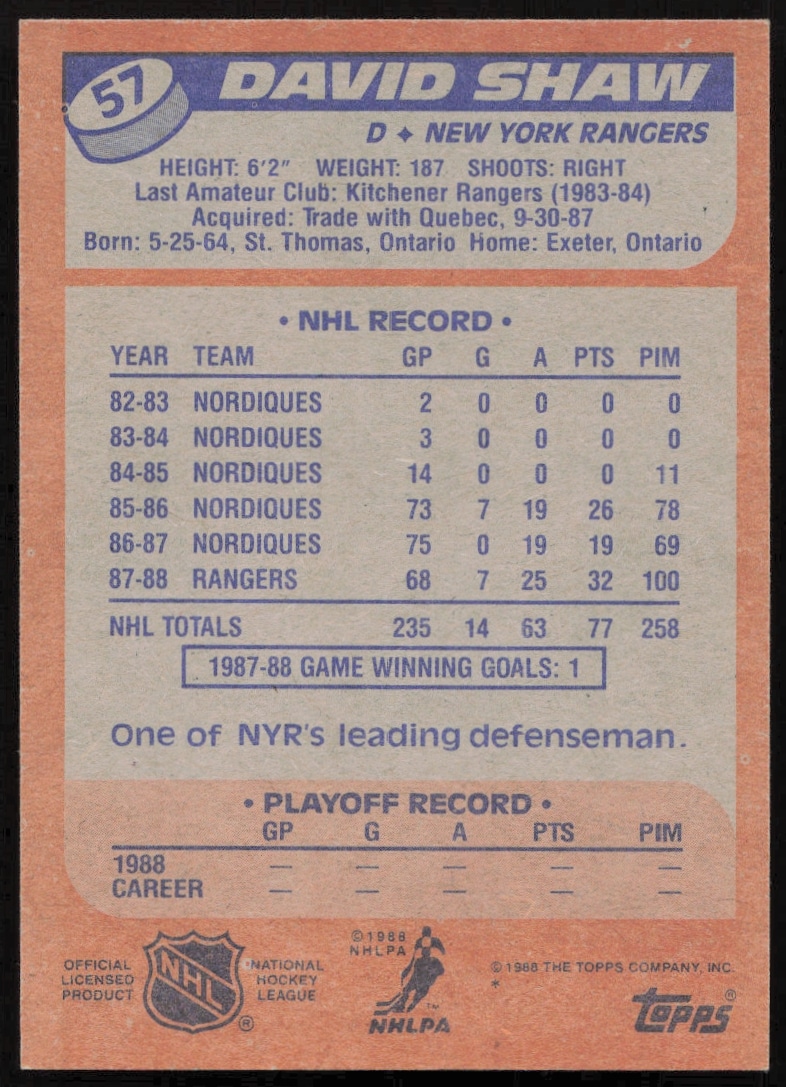 57
DAVID SHAW
D ✦ NEW YORK RANGERS
HEIGHT: 6'2" WEIGHT: 187 SHOOTS: RIGHT
Last Amateur Club: Kitchener Rangers (1983-84)
Acquired: Trade with Quebec, 9-30-87
Born: 5-25-64, St. Thomas, Ontario Home: Exeter, Ontario
• NHL RECORD •
YEAR TEAM GP G A PTS PIM
82-83 NORDIQUES 2 0 0 0 0
83-84 NORDIQUES 3 0 0 0 0
84-85 NORDIQUES 14 0 0 0 11
85-86 NORDIQUES 73 7 19 26 78
86-87 NORDIQUES 75 0 19 19 69
87-88 RANGERS 68 7 25 32 100
NHL TOTALS 235 14 63 77 258
1987-88 GAME WINNING GOALS: 1
One of NYR's leading defenseman.
• PLAYOFF RECORD •
GP G A PTS PIM
1988 — — — — —
CAREER — — — — —
OFFICIAL
LICENSED
PRODUCT
NHL
®
NATIONAL
HOCKEY
LEAGUE
©1988
NHLPA
™
NHLPA
© 1988 THE TOPPS COMPANY, INC.
*
topps®